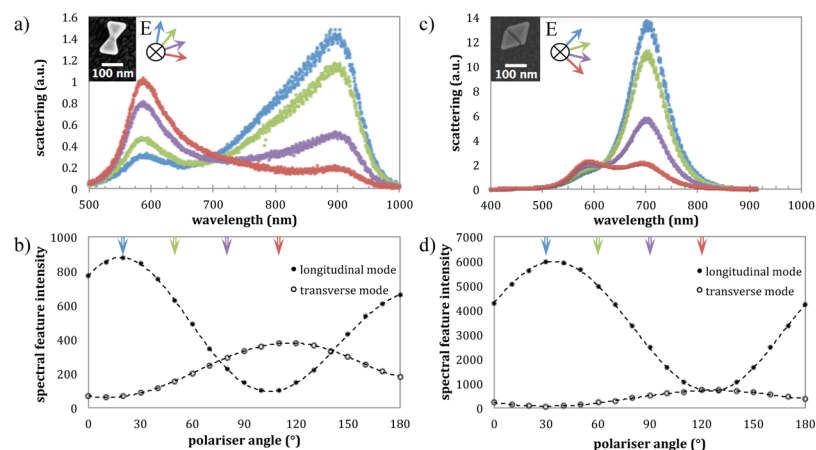 a)
1.6
1.4
1.2
1
0.8
0.6
0.4
0.2
0
scattering (a.u.)
100 nm
E
500 600 700 800 900 1000
wavelength (nm)
c)
14
12
10
8
6
4
2
0
scattering (a.u.)
100 nm
E
400 500 600 700 800 900 1000
wavelength (nm)
b)
1000
800
600
400
200
0
spectral feature intensity
longitudinal mode
transverse mode
0 30 60 90 120 150 180
polariser angle (°)
d)
7000
6000
5000
4000
3000
2000
1000
0
spectral feature intensity
longitudinal mode
transverse mode
0 30 60 90 120 150 180
polariser angle (°)